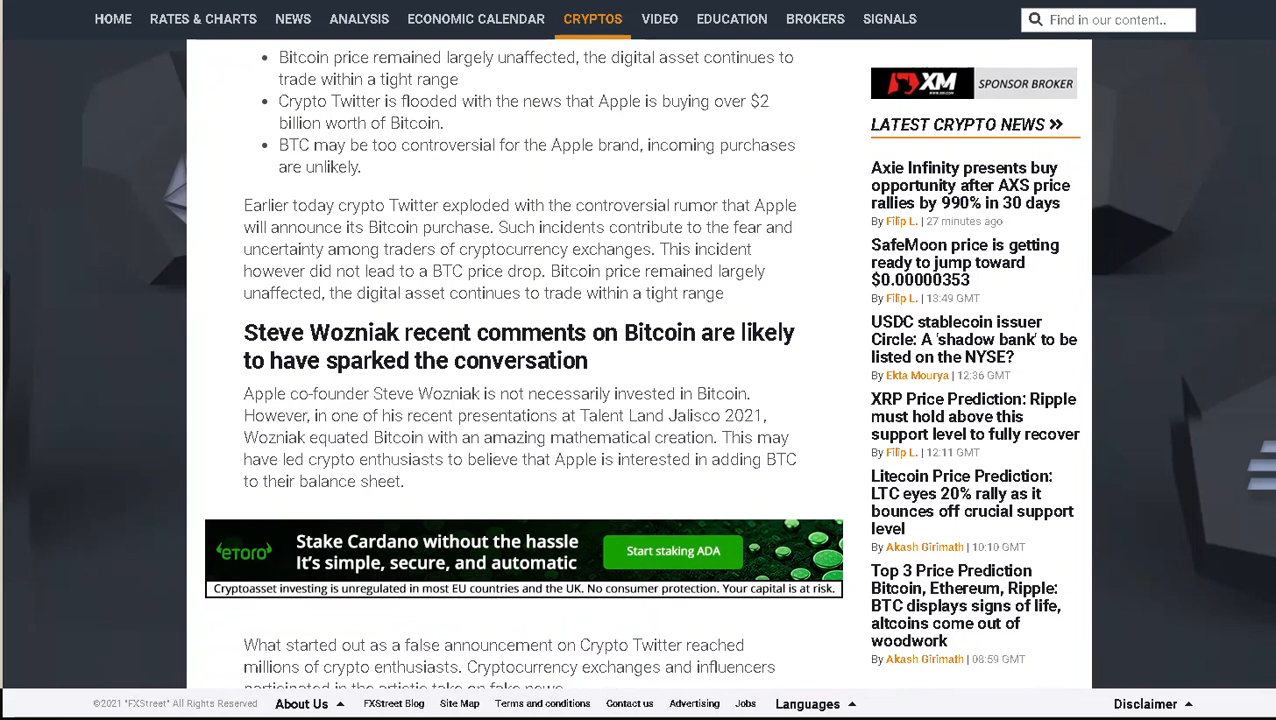 HOME RATES & CHARTS NEWS ANALYSIS ECONOMIC CALENDAR CRYPTOS VIDEO EDUCATION BROKERS SIGNALS
Find in our content..
Bitcoin price remained largely unaffected, the digital asset continues to
trade within a tight range
Crypto Twitter is flooded with the news that Apple is buying over $2
billion worth of Bitcoin.
BTC may be too controversial for the Apple brand, incoming purchases
are unlikely.
Earlier today crypto Twitter exploded with the controversial rumor that Apple
will announce its Bitcoin purchase. Such incidents contribute to the fear and
uncertainty among traders of cryptocurrency exchanges. This incident
however did not lead to a BTC price drop. Bitcoin price remained largely
unaffected, the digital asset continues to trade within a tight range
Steve Wozniak recent comments on Bitcoin are likely
to have sparked the conversation
Apple co-founder Steve Wozniak is not necessarily invested in Bitcoin.
However, in one of his recent presentations at Talent Land Jalisco 2021,
Wozniak equated Bitcoin with an amazing mathematical creation. This may
have led crypto enthusiasts to believe that Apple is interested in adding BTC
to their balance sheet.
eTORO
Stake Cardano without the hassle
It's simple, secure, and automatic
Start staking ADA
Cryptoasset investing is unregulated in most EU countries and the UK. No consumer protection. Your capital is at risk.
What started out as a false announcement on Crypto Twitter reached
millions of crypto enthusiasts. Cryptocurrency exchanges and influencers
participated in the artistic take on fake news.
XM
SPONSOR BROKER
LATEST CRYPTO NEWS
Axie Infinity presents buy
opportunity after AXS price
rallies by 990% in 30 days
By Filip L. | 27 minutes ago
SafeMoon price is getting
ready to jump toward
$0.00000353
By Filip L. | 13:49 GMT
USDC stablecoin issuer
Circle: A 'shadow bank' to be
listed on the NYSE?
By Ekta Mourya | 12:36 GMT
XRP Price Prediction: Ripple
must hold above this
support level to fully recover
By Filip L. | 12:11 GMT
Litecoin Price Prediction:
LTC eyes 20% rally as it
bounces off crucial support
level
By Akash Girimath | 10:10 GMT
Top 3 Price Prediction
Bitcoin, Ethereum, Ripple:
BTC displays signs of life,
altcoins come out of
woodwork
By Akash Girimath | 08:59 GMT
©2021 "FXStreet" All Rights Reserved About Us FXStreet Blog Site Map Terms and conditions Contact us Advertising Jobs Languages Disclaimer